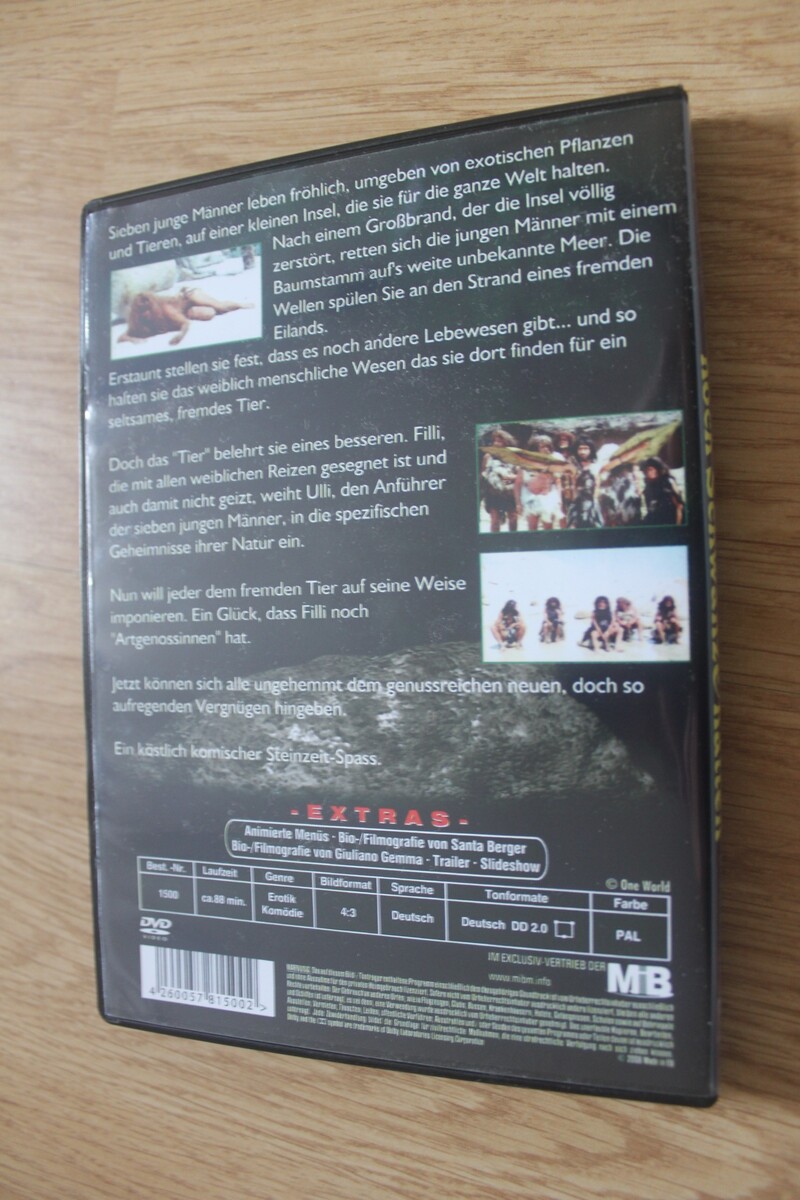 Sieben junge Männer leben fröhlich, umgeben von exotischen Pflanzen
und Tieren, auf einer kleinen Insel, die sie für die ganze Welt halten.
Nach einem Großbrand, der die Insel völlig
zerstört, retten sich die jungen Männer mit einem
Baumstamm auf's weite unbekannte Meer. Die
Wellen spülen Sie an den Strand eines fremden
Eilands.
Erstaunt stellen sie fest, dass es noch andere Lebewesen gibt... und so
halten sie das weiblich menschliche Wesen das sie dort finden für ein
seltsames, fremdes Tier.
Doch das "Tier" belehrt sie eines besseren. Filli,
die mit allen weiblichen Reizen gesegnet ist und
auch damit nicht geizt, weiht Ulli, den Anführer
der sieben jungen Männer, in die spezifischen
Geheimnisse ihrer Natur ein.
Nun will jeder dem fremden Tier auf seine Weise
imponieren. Ein Glück, dass Filli noch
"Artgenossinnen" hat.
Jetzt können sich alle ungehemmt dem genussreichen neuen, doch so
aufregenden Vergnügen hingeben.
Ein köstlich komischer Steinzeit-Spass.
- EXTRAS -
Animierte Menüs · Bio-/Filmografie von Santa Berger
Bio-/Filmografie von Giuliano Gemma · Trailer · Slideshow
© One World
Best.-Nr. Laufzeit Genre Bildformat Sprache Tonformate Farbe
1500 ca.88 min. Erotik Komödie 4:3 Deutsch Deutsch DD 2.0 PAL
DVD
VIDEO
IM EXCLUSIV-VERTRIEB DER
www.mibm.info
MiB
4 260057 815002 >